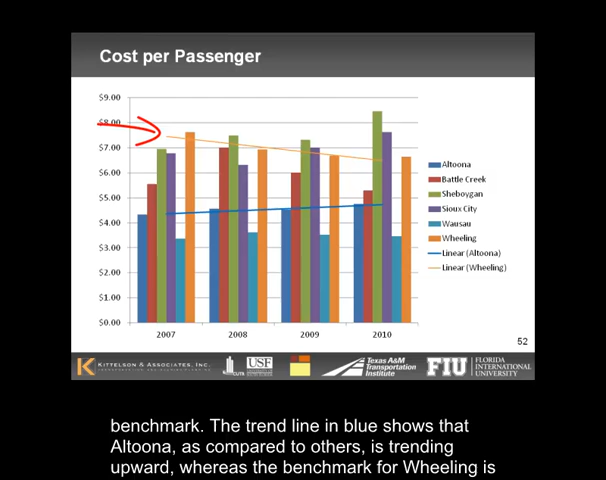 Cost per Passenger
$9.00
$8.00
$7.00
$6.00
$5.00
$4.00
$3.00
$2.00
$1.00
$0.00
2007
2008
2009
2010
Altoona
Battle Creek
Sheboygan
Sioux City
Wausau
Wheeling
Linear (Altoona)
Linear (Wheeling)
52
KITTELSON & ASSOCIATES, INC.
CUTR
USF
Texas A&M
Transportation
Institute
FIU
FLORIDA
INTERNATIONAL
UNIVERSITY
benchmark. The trend line in blue shows that
Altoona, as compared to others, is trending
upward, whereas the benchmark for Wheeling is